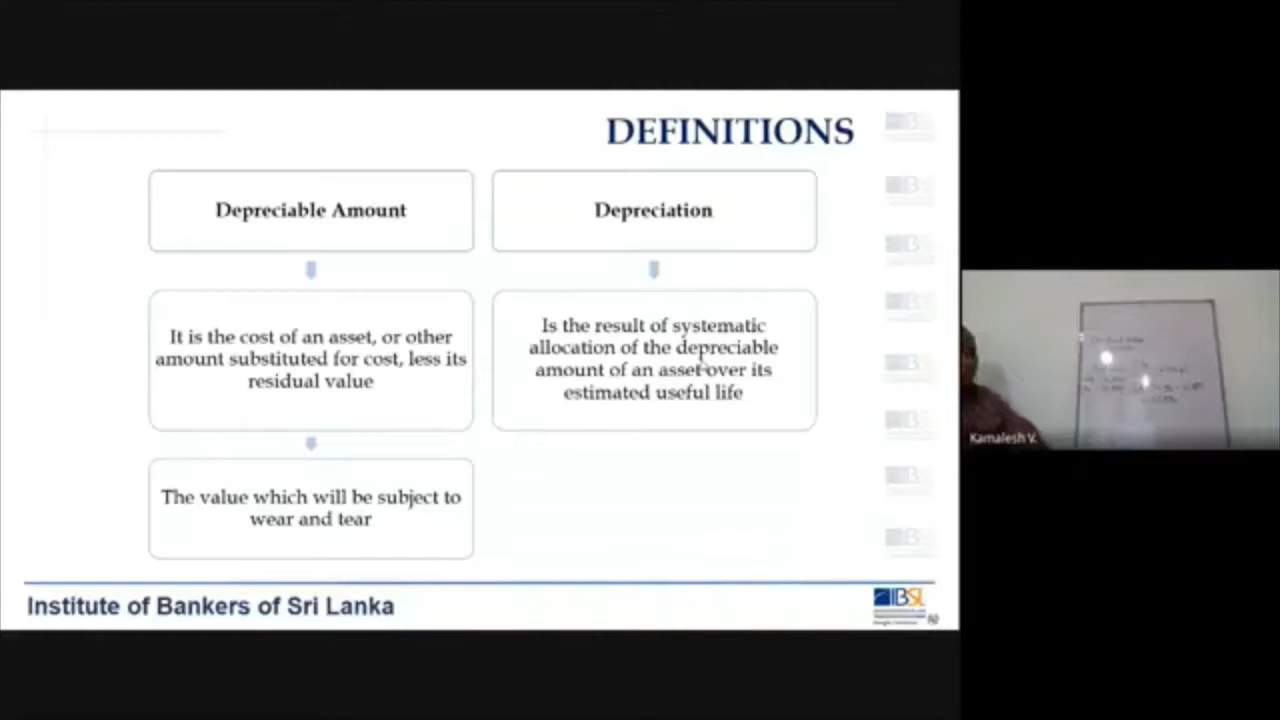 DEFINITIONS
Depreciable Amount
It is the cost of an asset, or other
amount substituted for cost, less its
residual value
The value which will be subject to
wear and tear
Depreciation
Is the result of systematic
allocation of the depreciable
amount of an asset over its
estimated useful life
Institute of Bankers of Sri Lanka
IBSL
Kamalesh V.